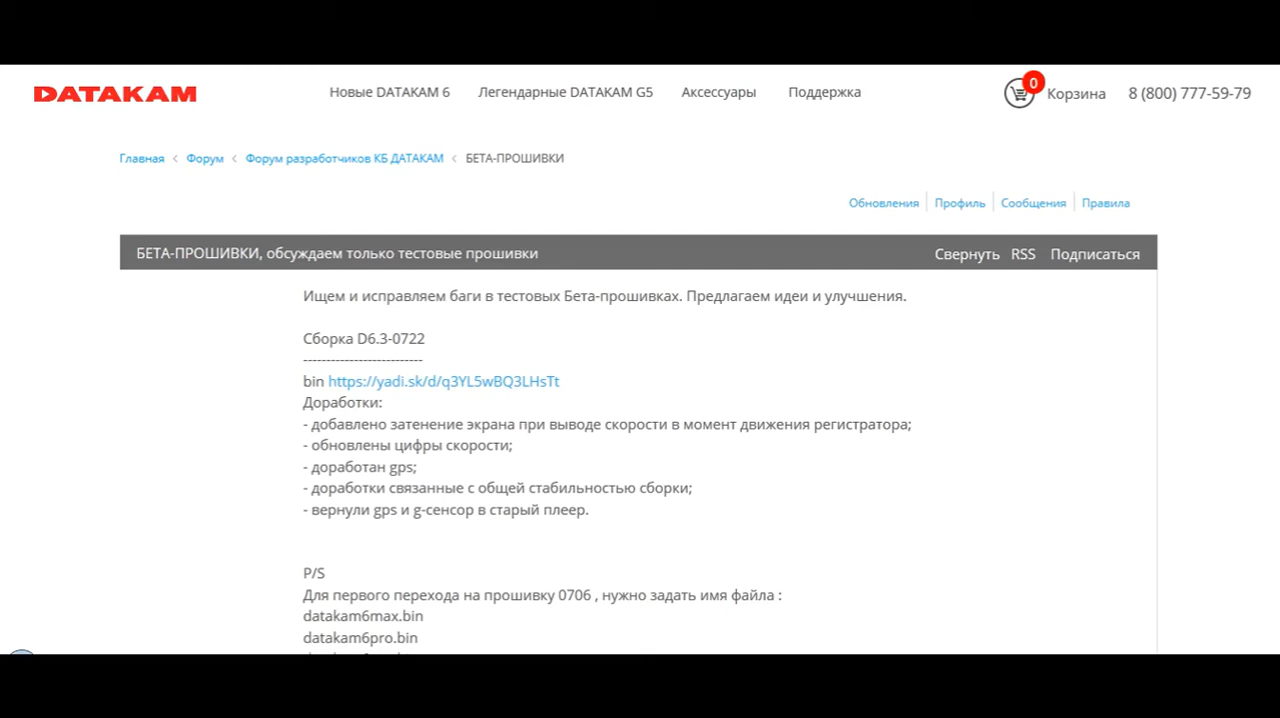 DATAKAM
Новые DATAKAM 6 Легендарные DATAKAM G5 Аксессуары Поддержка
0
Корзина 8 (800) 777-59-79
Главная < Форум < Форум разработчиков КБ ДАТАКАМ < БЕТА-ПРОШИВКИ
Обновления Профиль Сообщения Правила
БЕТА-ПРОШИВКИ, обсуждаем только тестовые прошивки Свернуть RSS Подписаться
Ищем и исправляем баги в тестовых Бета-прошивках. Предлагаем идеи и улучшения.
Сборка D6.3-0722
--------------------------
bin https://yadi.sk/d/q3YL5wBQ3LHsTt
Доработки:
- добавлено затенение экрана при выводе скорости в момент движения регистратора;
- обновлены цифры скорости;
- доработан gps;
- доработки связанные с общей стабильностью сборки;
- вернули gps и g-сенсор в старый плеер.
P/S
Для первого перехода на прошивку 0706 , нужно задать имя файла :
datakam6max.bin
datakam6pro.bin